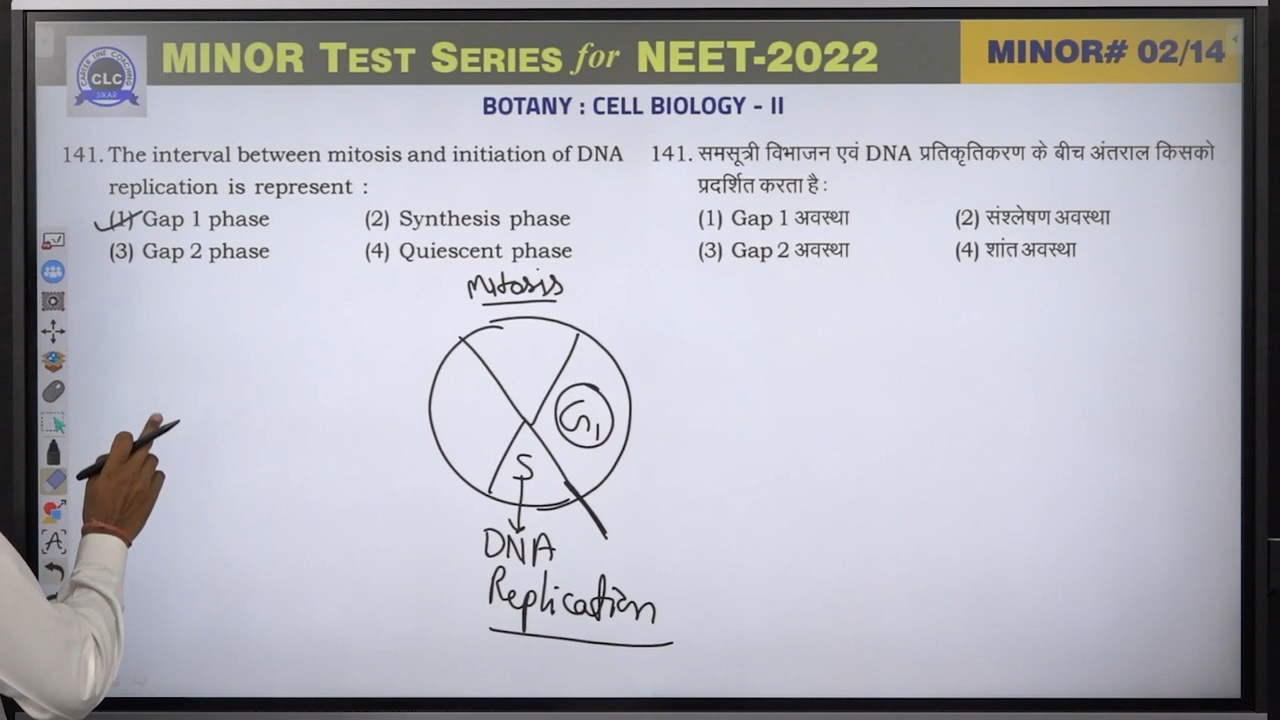 CAREER LINE COACHING
CLC
SIKAR
MINOR TEST SERIES for NEET-2022
MINOR# 02/14
BOTANY : CELL BIOLOGY - II
141. The interval between mitosis and initiation of DNA
replication is represent :
(1) Gap 1 phase (2) Synthesis phase
(3) Gap 2 phase (4) Quiescent phase
141. समसूत्री विभाजन एवं DNA प्रतिकृतिकरण के बीच अंतराल किसको
प्रदर्शित करता है :
(1) Gap 1 अवस्था (2) संश्लेषण अवस्था
(3) Gap 2 अवस्था (4) शांत अवस्था
Mitosis
G1
S
DNA
Replication